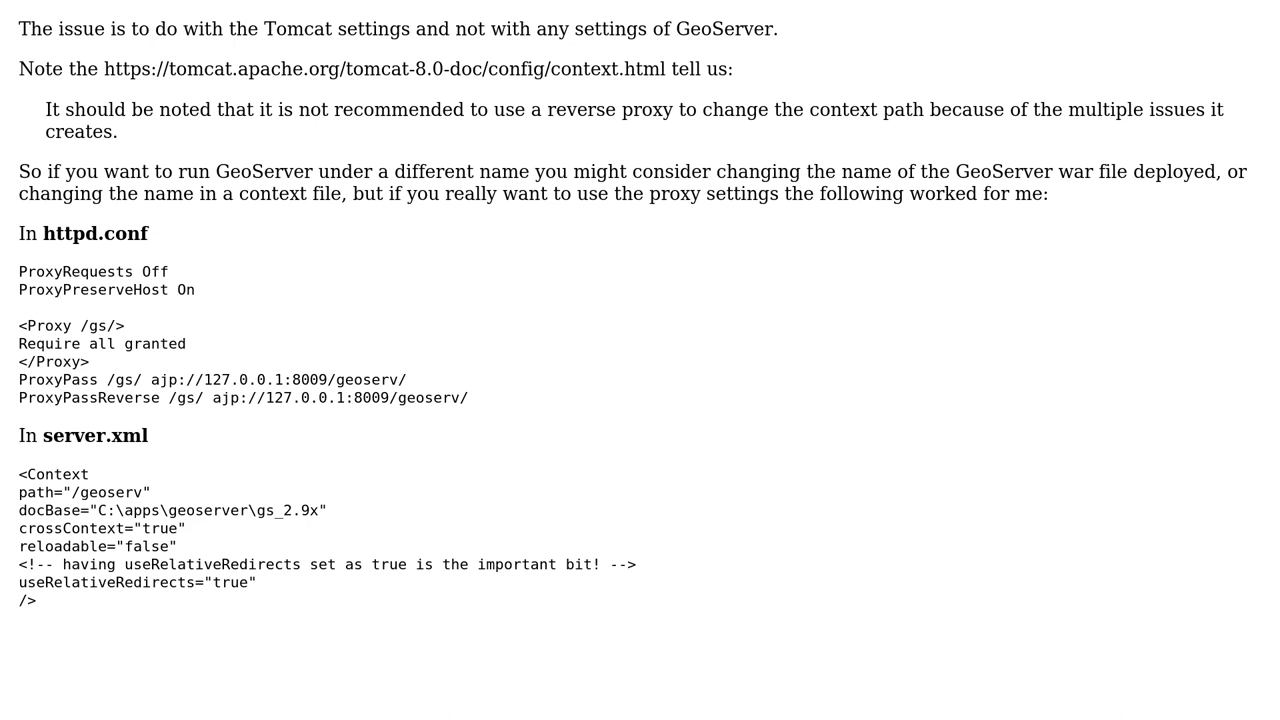 The issue is to do with the Tomcat settings and not with any settings of GeoServer.
Note the https://tomcat.apache.org/tomcat-8.0-doc/config/context.html tell us:
It should be noted that it is not recommended to use a reverse proxy to change the context path because of the multiple issues it
creates.
So if you want to run GeoServer under a different name you might consider changing the name of the GeoServer war file deployed, or
changing the name in a context file, but if you really want to use the proxy settings the following worked for me:
In httpd.conf
ProxyRequests Off
ProxyPreserveHost On
<Proxy /gs/>
Require all granted
</Proxy>
ProxyPass /gs/ ajp://127.0.0.1:8009/geoserv/
ProxyPassReverse /gs/ ajp://127.0.0.1:8009/geoserv/
In server.xml
<Context
path="/geoserv"
docBase="C:\apps\geoserver\gs_2.9x"
crossContext="true"
reloadable="false"
<!-- having useRelativeRedirects set as true is the important bit! -->
useRelativeRedirects="true"
/>